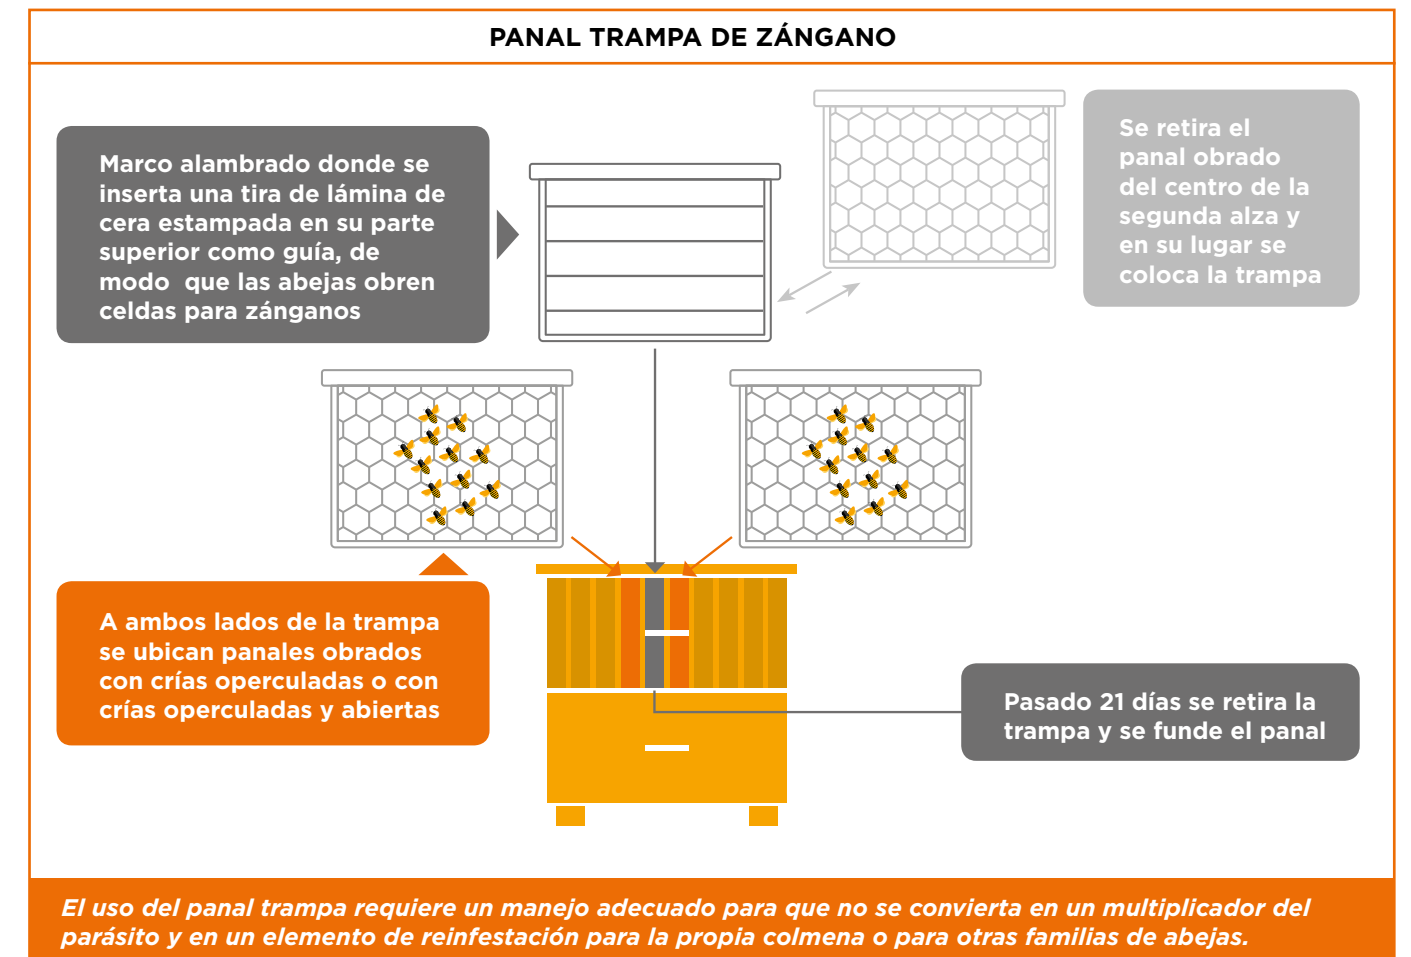 PANAL TRAMPA DE ZÁNGANO
Marco alambrado donde se
inserta una tira de lámina de
cera estampada en su parte
superior como guía, de
modo  que las abejas obren
celdas para zánganos
Se retira el
panal obrado
del centro de la
segunda alza y
en su lugar se
coloca la trampa
A ambos lados de la trampa
se ubican panales obrados
con crías operculadas o con
crías operculadas y abiertas
Pasado 21 días se retira la
trampa y se funde el panal
El uso del panal trampa requiere un manejo adecuado para que no se convierta en un multiplicador del
parásito y en un elemento de reinfestación para la propia colmena o para otras familias de abejas.